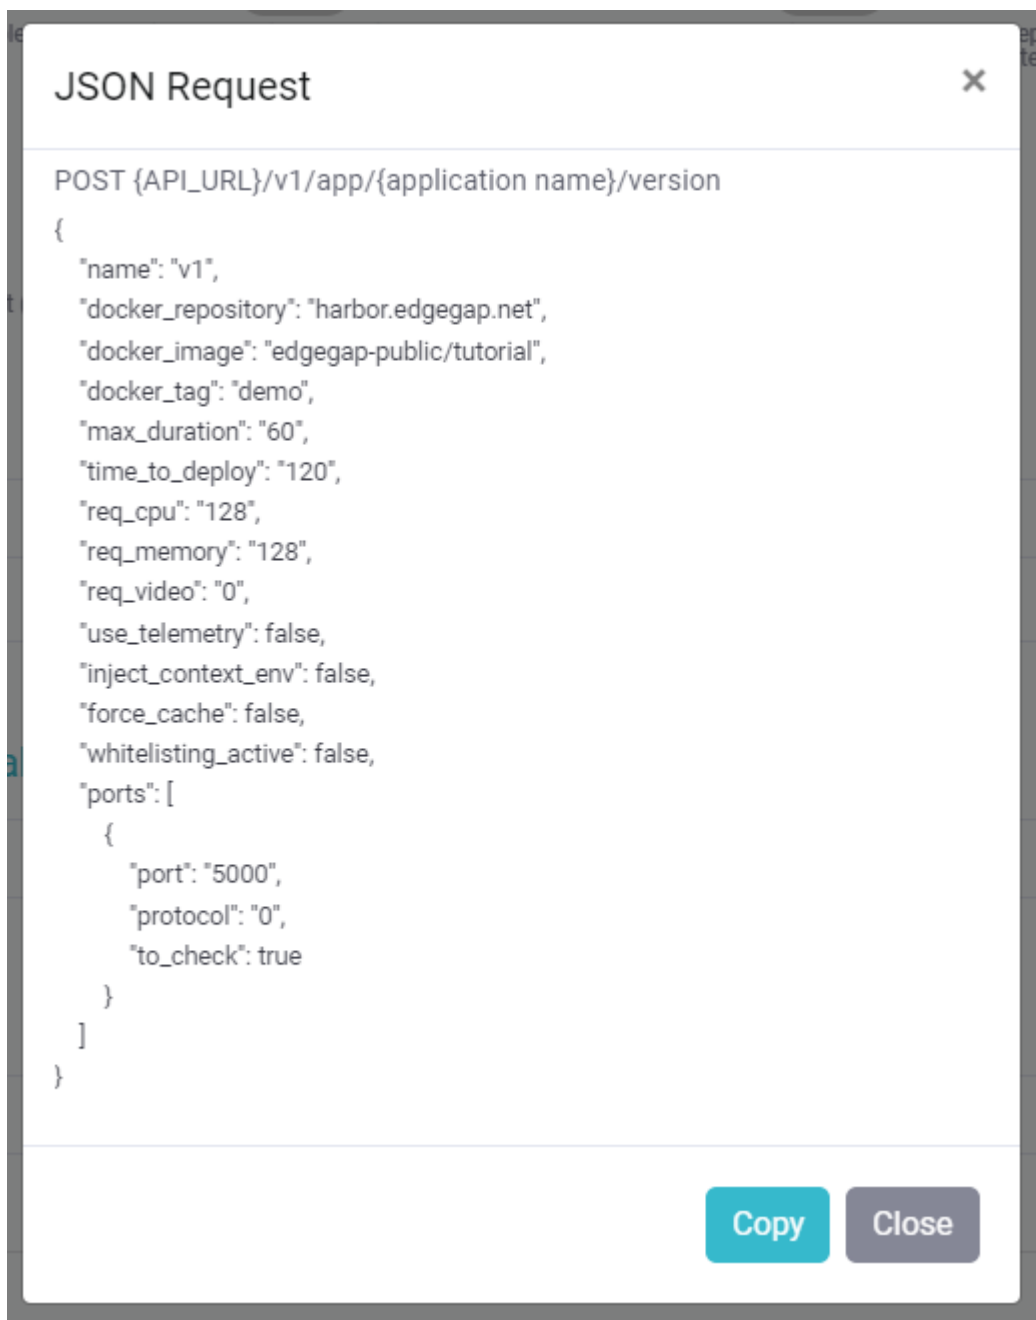 JSON Request
×
POST {API_URL}/v1/app/{application name}/version
{
"name": "v1",
"docker_repository": "harbor.edgegap.net",
"docker_image": "edgegap-public/tutorial",
"docker_tag": "demo",
"max_duration": "60",
"time_to_deploy": "120",
"req_cpu": "128",
"req_memory": "128",
"req_video": "0",
"use_telemetry": false,
"inject_context_env": false,
"force_cache": false,
"whitelisting_active": false,
"ports": [
{
"port": "5000",
"protocol": "0",
"to_check": true
}
]
}
Copy
Close